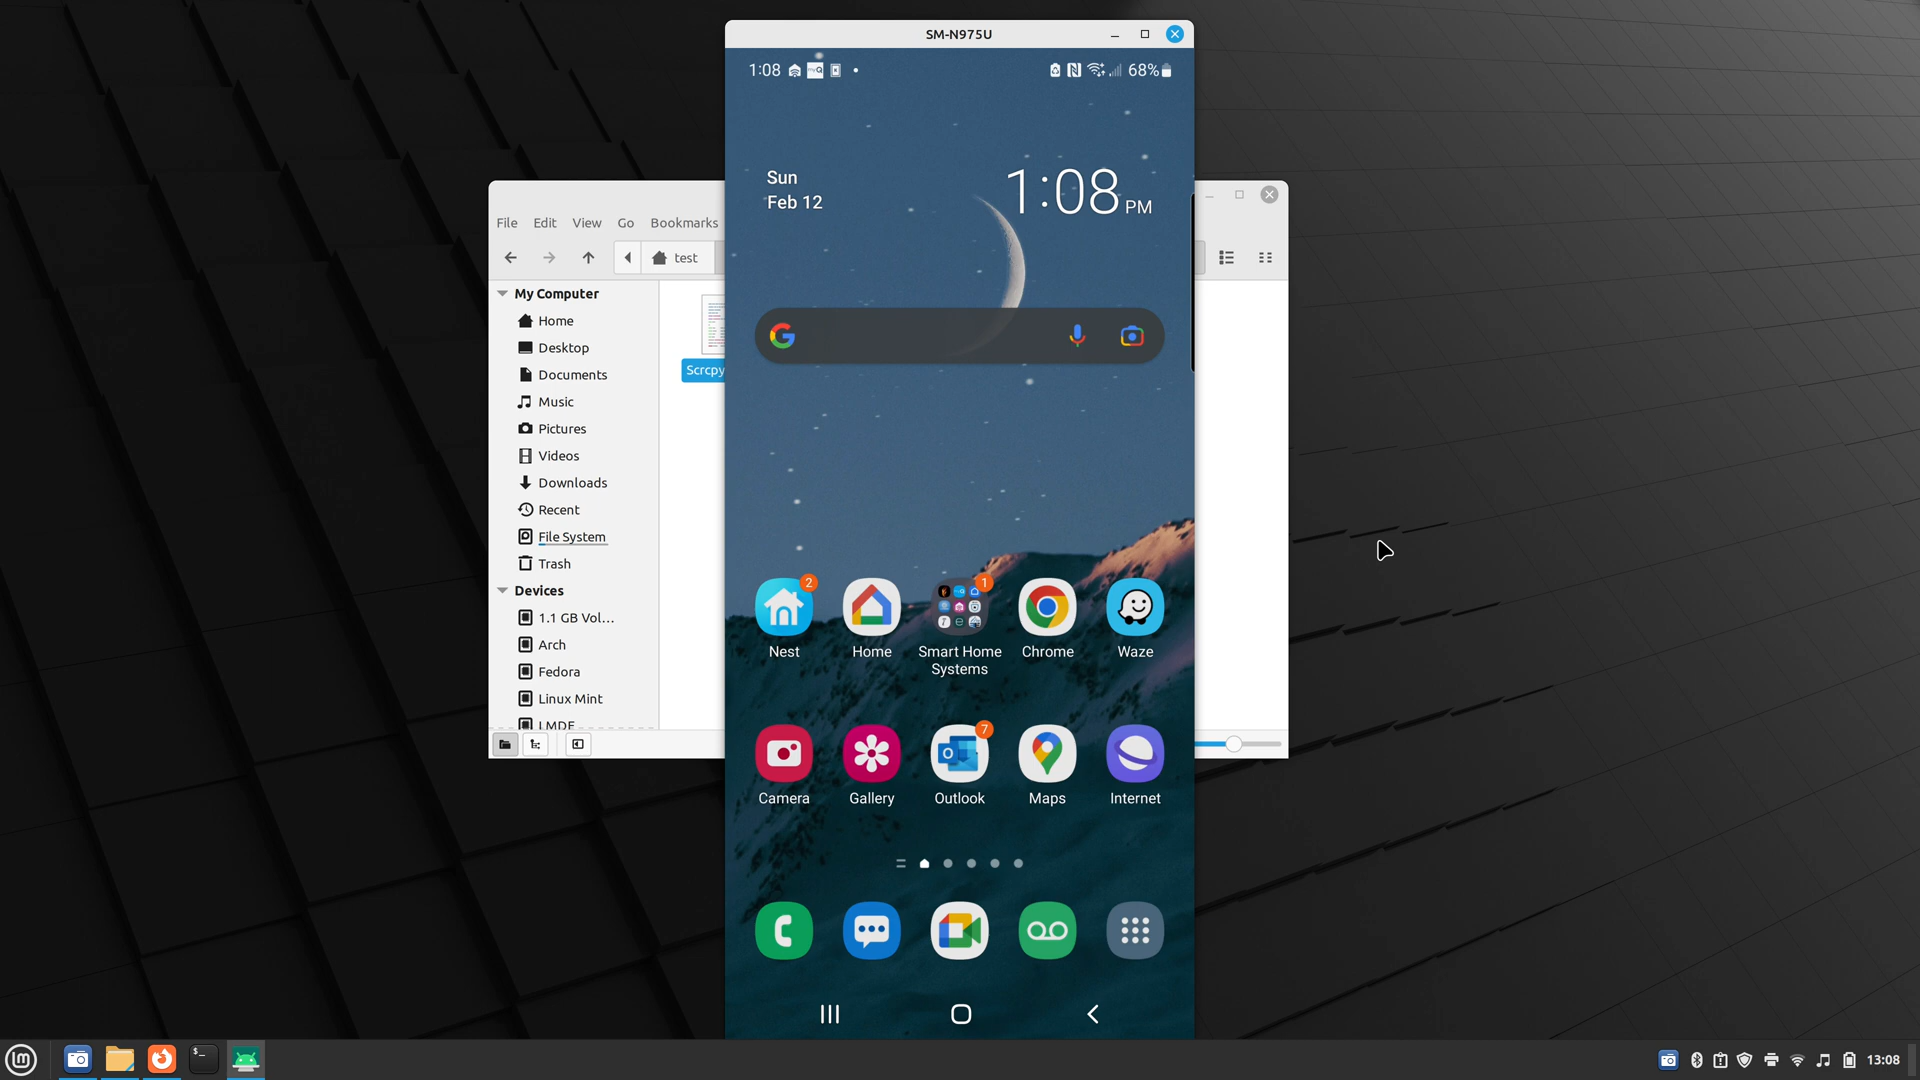 SM-N975U
1:08
68%
Sun
Feb 12
1:08 PM
File Edit View Go Bookmarks
test
My Computer
Home
Desktop
Documents
Music
Pictures
Videos
Downloads
Recent
File System
Trash
Devices
1.1 GB Vol...
Arch
Fedora
Linux Mint
LMDE
Scrcpy
2
1
Nest
Home
Smart Home
Systems
Chrome
Waze
7
Camera
Gallery
Outlook
Maps
Internet
13:08